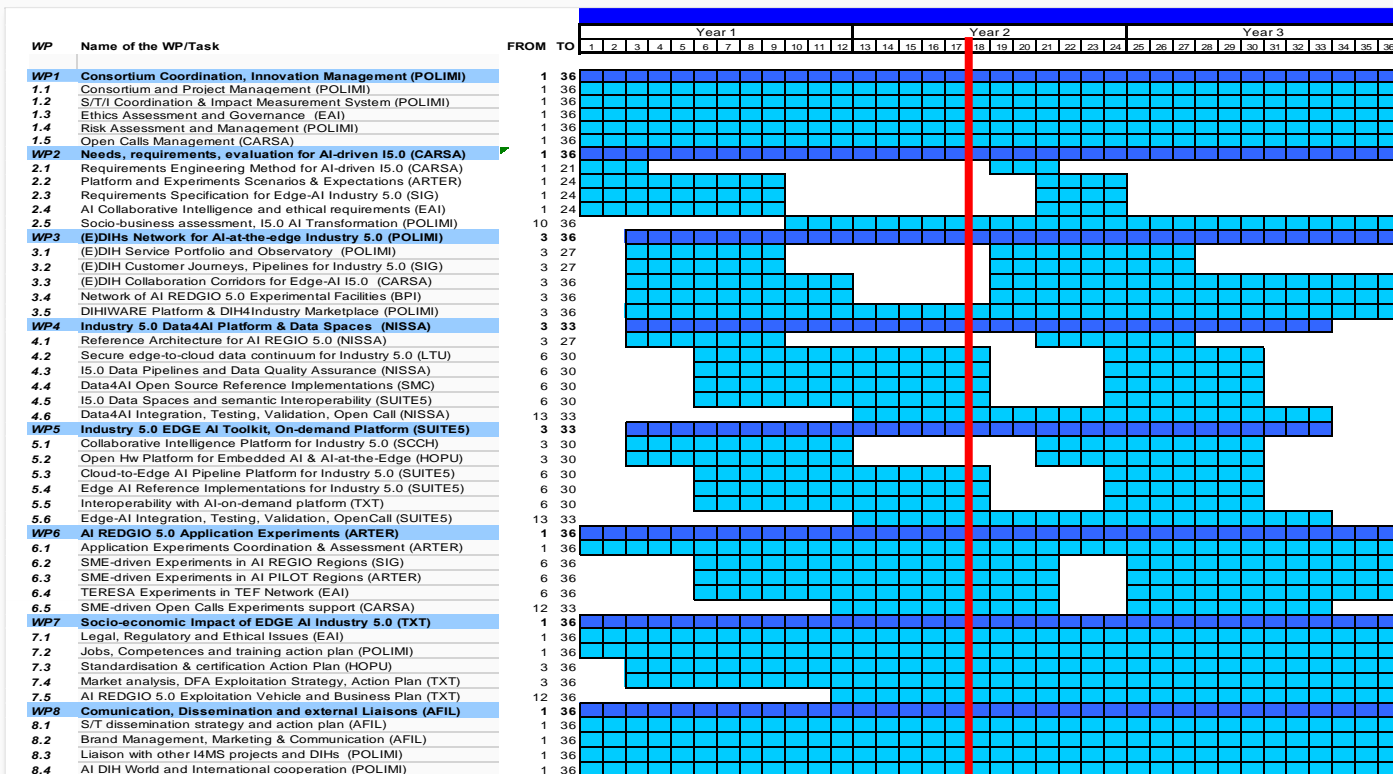 Year 1 Year 2 Year 3
WP Name of the WP/Task FROM TO 1 2 3 4 5 6 7 8 9 10 11 12 13 14 15 16 17 18 19 20 21 22 23 24 25 26 27 28 29 30 31 32 33 34 35 36
WP1 Consortium Coordination, Innovation Management (POLIMI) 1 36
1.1 Consortium and Project Management (POLIMI) 1 36
1.2 S/T/I Coordination & Impact Measurement System (POLIMI) 1 36
1.3 Ethics Assessment and Governance (EAI) 1 36
1.4 Risk Assessment and Management (POLIMI) 1 36
1.5 Open Calls Management (CARSA) 1 36
WP2 Needs, requirements, evaluation for AI-driven I5.0 (CARSA) 1 36
2.1 Requirements Engineering Method for AI-driven I5.0 (CARSA) 1 21
2.2 Platform and Experiments Scenarios & Expectations (ARTER) 1 24
2.3 Requirements Specification for Edge-AI Industry 5.0 (SIG) 1 24
2.4 AI Collaborative Intelligence and ethical requirements (EAI) 1 24
2.5 Socio-business assessment, I5.0 AI Transformation (POLIMI) 10 36
WP3 (E)DIHs Network for AI-at-the-edge Industry 5.0 (POLIMI) 3 36
3.1 (E)DIH Service Portfolio and Observatory (POLIMI) 3 27
3.2 (E)DIH Customer Journeys, Pipelines for Industry 5.0 (SIG) 3 27
3.3 (E)DIH Collaboration Corridors for Edge-AI I5.0 (CARSA) 3 36
3.4 Network of AI REDGIO 5.0 Experimental Facilities (BPI) 3 36
3.5 DIHIWARE Platform & DIH4Industry Marketplace (POLIMI) 3 36
WP4 Industry 5.0 Data4AI Platform & Data Spaces (NISSA) 3 33
4.1 Reference Architecture for AI REGIO 5.0 (NISSA) 3 27
4.2 Secure edge-to-cloud data continuum for Industry 5.0 (LTU) 6 30
4.3 I5.0 Data Pipelines and Data Quality Assurance (NISSA) 6 30
4.4 Data4AI Open Source Reference Implementations (SMC) 6 30
4.5 I5.0 Data Spaces and semantic Interoperability (SUITE5) 6 30
4.6 Data4AI Integration, Testing, Validation, Open Call (NISSA) 13 33
WP5 Industry 5.0 EDGE AI Toolkit, On-demand Platform (SUITE5) 3 33
5.1 Collaborative Intelligence Platform for Industry 5.0 (SCCH) 3 30
5.2 Open Hw Platform for Embedded AI & AI-at-the-Edge (HOPU) 3 30
5.3 Cloud-to-Edge AI Pipeline Platform for Industry 5.0 (SUITE5) 6 30
5.4 Edge AI Reference Implementations for Industry 5.0 (SUITE5) 6 30
5.5 Interoperability with AI-on-demand platform (TXT) 6 30
5.6 Edge-AI Integration, Testing, Validation, OpenCall (SUITE5) 13 33
WP6 AI REDGIO 5.0 Application Experiments (ARTER) 1 36
6.1 Application Experiments Coordination & Assessment (ARTER) 1 36
6.2 SME-driven Experiments in AI REGIO Regions (SIG) 6 36
6.3 SME-driven Experiments in AI PILOT Regions (ARTER) 6 36
6.4 TERESA Experiments in TEF Network (EAI) 6 36
6.5 SME-driven Open Calls Experiments support (CARSA) 12 33
WP7 Socio-economic Impact of EDGE AI Industry 5.0 (TXT) 1 36
7.1 Legal, Regulatory and Ethical Issues (EAI) 1 36
7.2 Jobs, Competences and training action plan (POLIMI) 1 36
7.3 Standardisation & certification Action Plan (HOPU) 3 36
7.4 Market analysis, DFA Exploitation Strategy, Action Plan (TXT) 3 36
7.5 AI REDGIO 5.0 Exploitation Vehicle and Business Plan (TXT) 12 36
WP8 Comunication, Dissemination and external Liaisons (AFIL) 1 36
8.1 S/T dissemination strategy and action plan (AFIL) 1 36
8.2 Brand Management, Marketing & Communication (AFIL) 1 36
8.3 Liaison with other I4MS projects and DIHs (POLIMI) 1 36
8.4 AI DIH World and International cooperation (POLIMI) 1 36